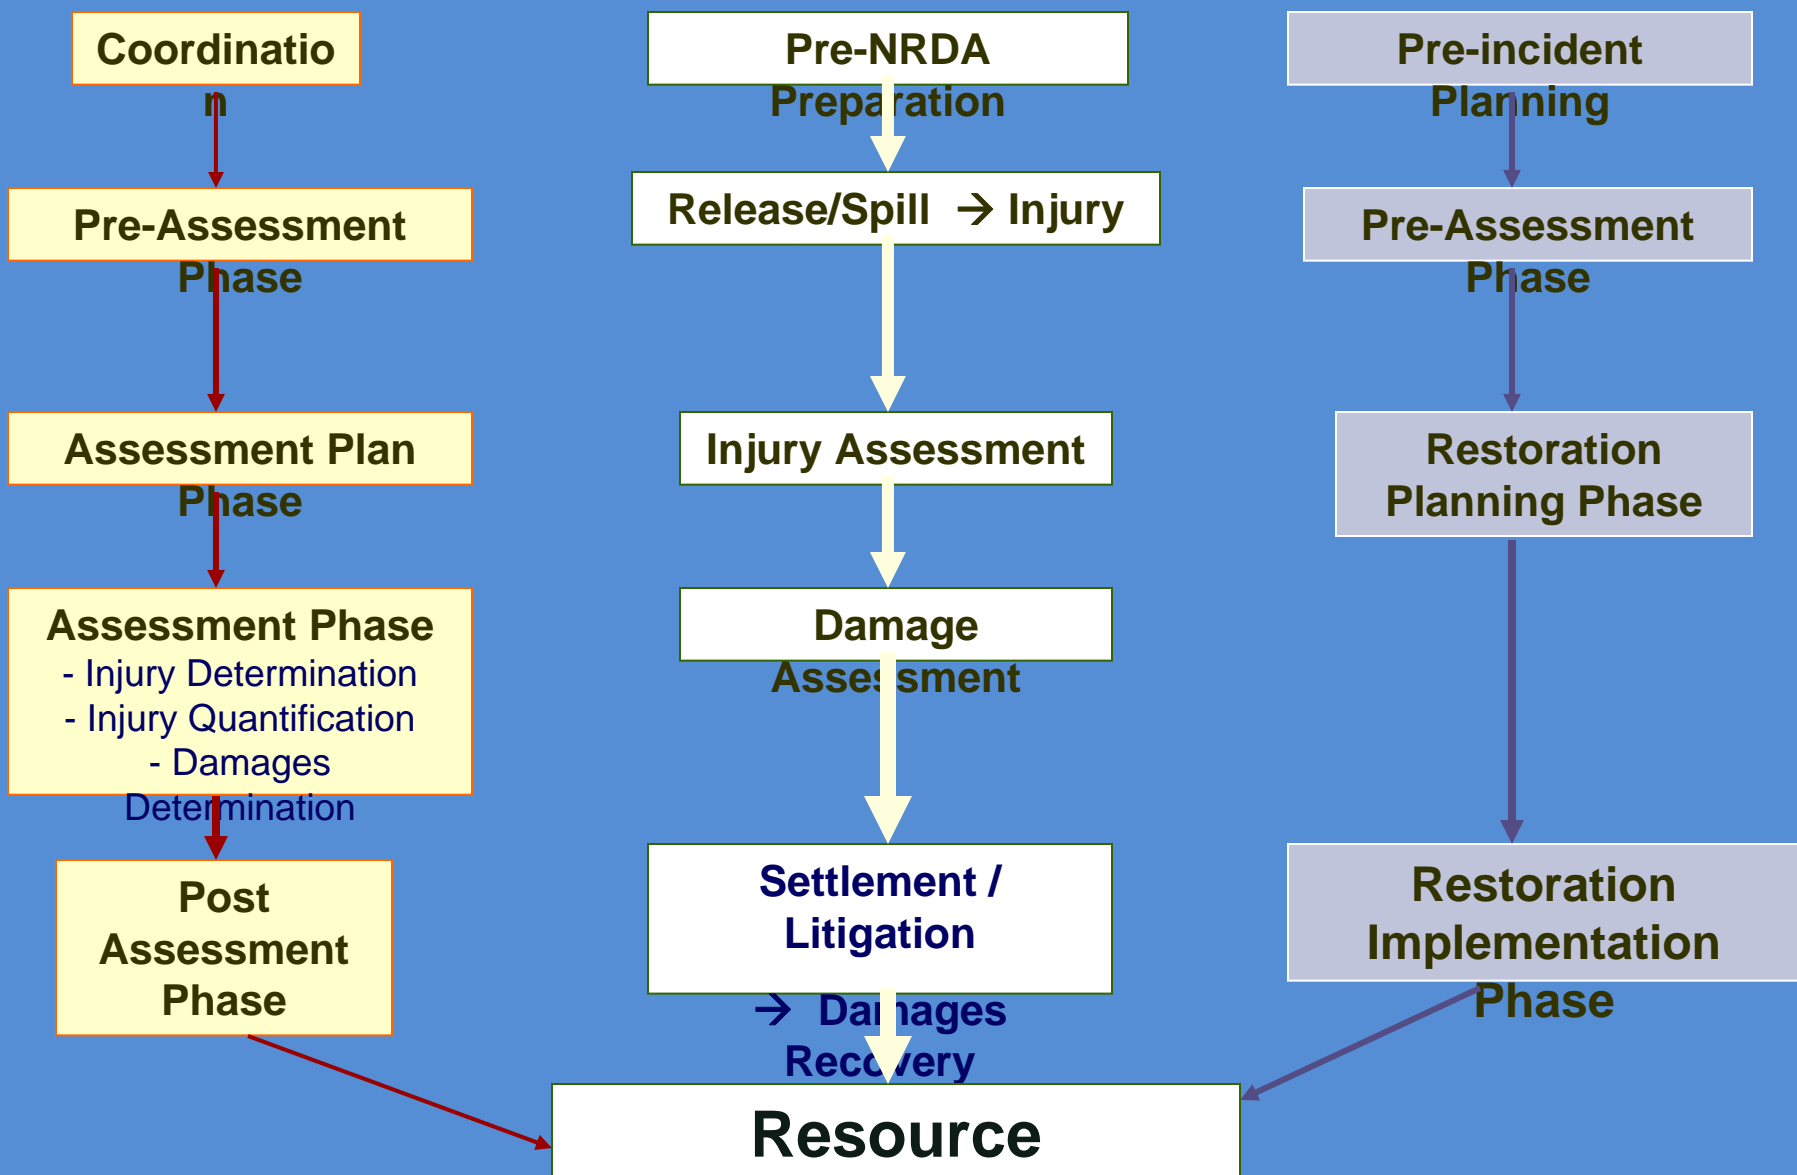 Coordinatio
n
Pre-Assessment
Phase
Assessment Plan
Phase
Assessment Phase
- Injury Determination
- Injury Quantification
- Damages
Determination
Post
Assessment
Phase
Pre-NRDA
Preparation
Release/Spill → Injury
Injury Assessment
Damage
Assessment
Settlement /
Litigation
→ Damages
Recovery
Pre-incident
Planning
Pre-Assessment
Phase
Restoration
Planning Phase
Restoration
Implementation
Phase
Resource